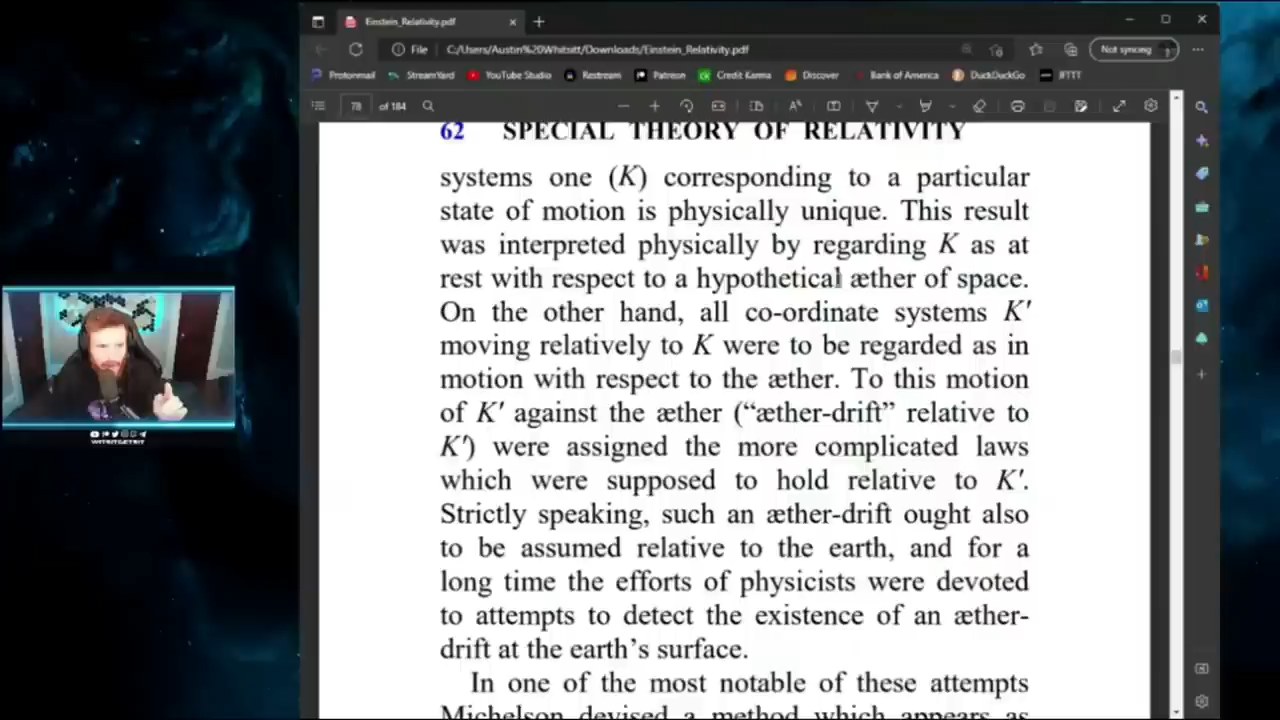 Einstein_Relativity.pdf
File
C:/Users/Austin%20Whitsitt/Downloads/Einstein_Relativity.pdf
Not syncing
Protonmail
StreamYard
YouTube Studio
Restream
Patreon
Credit Karma
Discover
Bank of America
DuckDuckGo
IFTTT
78 of 184
62 SPECIAL THEORY OF RELATIVITY
systems one (K) corresponding to a particular
state of motion is physically unique. This result
was interpreted physically by regarding K as at
rest with respect to a hypothetical æther of space.
On the other hand, all co-ordinate systems K′
moving relatively to K were to be regarded as in
motion with respect to the æther. To this motion
of K′ against the æther (“æther-drift” relative to
K′) were assigned the more complicated laws
which were supposed to hold relative to K′.
Strictly speaking, such an æther-drift ought also
to be assumed relative to the earth, and for a
long time the efforts of physicists were devoted
to attempts to detect the existence of an æther-
drift at the earth’s surface.
In one of the most notable of these attempts
Michelson devised a method which appears as
WITSITGETSIT